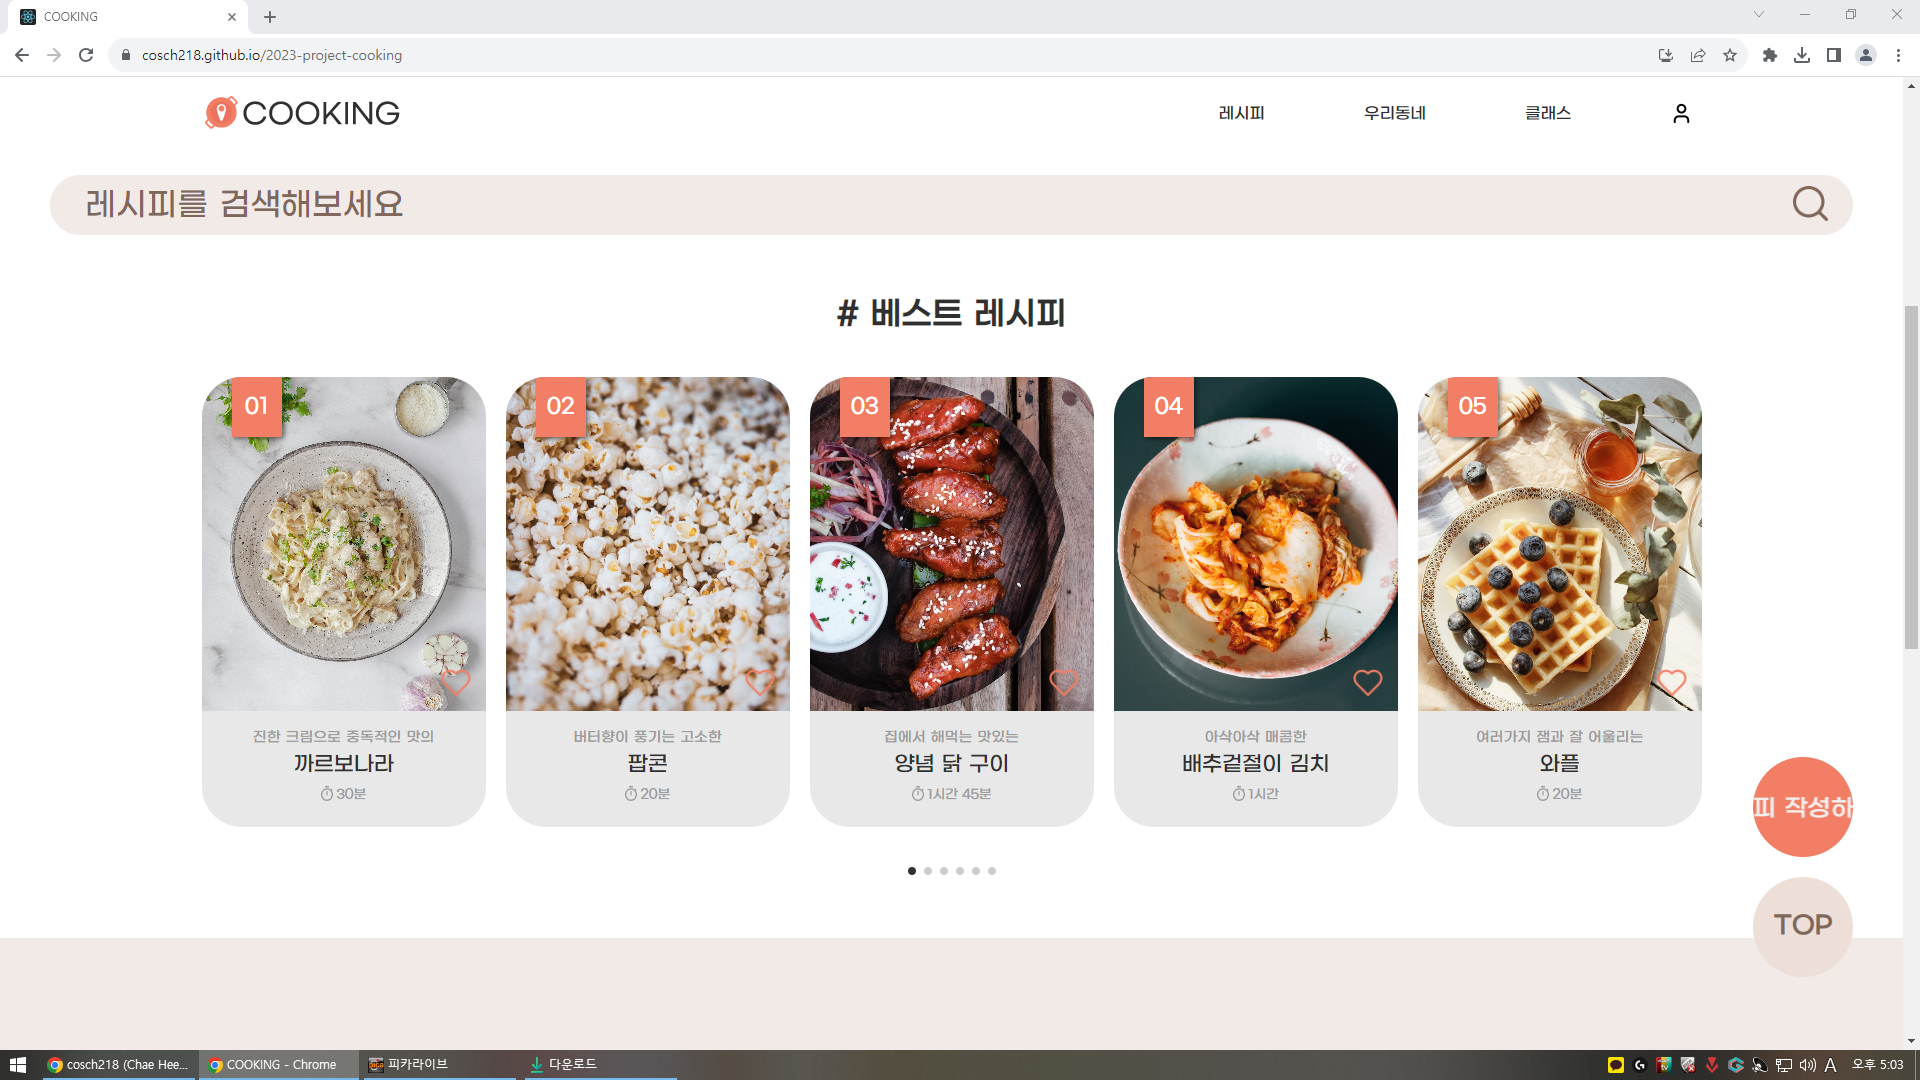 COOKING
cosch218.github.io/2023-project-cooking
COOKING
레시피
우리동네
클래스
레시피를 검색해보세요
# 베스트 레시피
01
02
03
04
05
진한 크림으로 중독적인 맛의
까르보나라
30분
버터향이 풍기는 고소한
팝콘
20분
집에서 해먹는 맛있는
양념 닭 구이
1시간 45분
아삭아삭 매콤한
배추겉절이 김치
1시간
여러가지 잼과 잘 어울리는
와플
20분
피 작성하
TOP
cosch218 (Chae Hee...
COOKING - Chrome
피카라이브
다운로드
A
오후 5:03